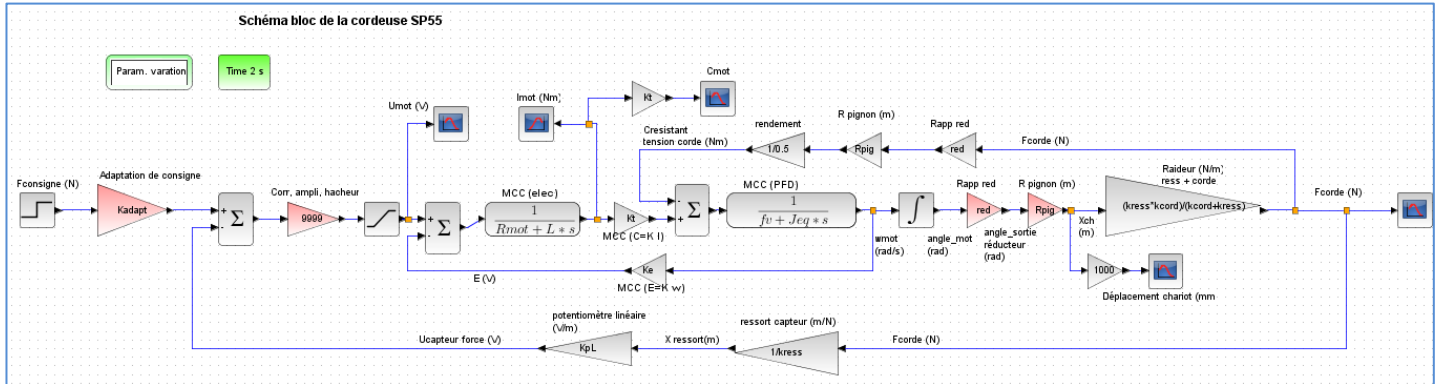 Schéma bloc de la cordeuse SP55
Param. varation
Time 2 s
Cmot
Umot (V)
Imot (Nm)
Kt
rendement
R pignon (m)
Rapp red
Cresistant
tension corde (Nm)
1/0.5
Rpig
red
Fcorde (N)
Fconsigne (N)
Adaptation de consigne
Kadapt
+
-
Σ
Corr, ampli, hacheur
9999
+
-
Σ
MCC (elec)
1
Rmot + L * s
Kt
MCC (C=K I)
-
+
Σ
MCC (PFD)
1
fv + Jeq * s
wmot
(rad/s)
∫
angle_mot
(rad)
Rapp red
red
angle_sortie
réducteur
(rad)
R pignon (m)
Rpig
Xch
(m)
Raideur (N/m)
ress + corde
(kress*kcord)/(kcord+kress)
Fcorde (N)
E (V)
Ke
MCC (E=K w)
1000
Déplacement chariot (mm
Ucapteur force (V)
potentiomètre linéaire
(V/m)
KpL
X ressort(m)
ressort capteur (m/N)
1/kress
Fcorde (N)